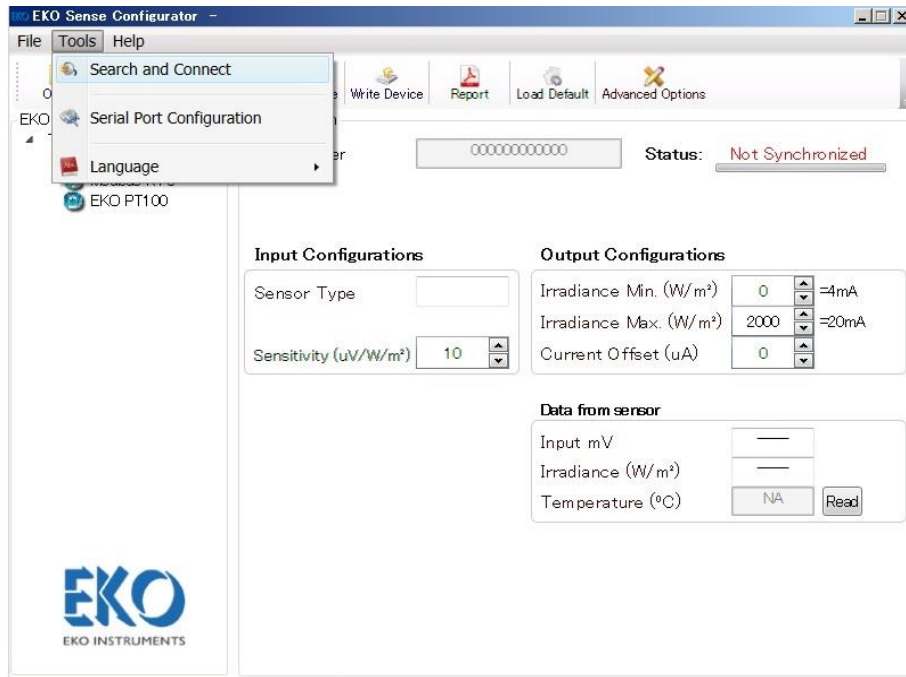 EKO Sense Configurator –
File Tools Help
Search and Connect
Serial Port Configuration
Language
Write Device Report Load Default Advanced Options
EKO
000000000000 Status: Not Synchronized
EKO PT100
Input Configurations
Sensor Type
Sensitivity (uV/W/m²) 10
Output Configurations
Irradiance Min. (W/m²) 0 =4mA
Irradiance Max. (W/m²) 2000 =20mA
Current Offset (uA) 0
Data from sensor
Input mV —
Irradiance (W/m²) —
Temperature (ºC) NA Read
EKO
EKO INSTRUMENTS